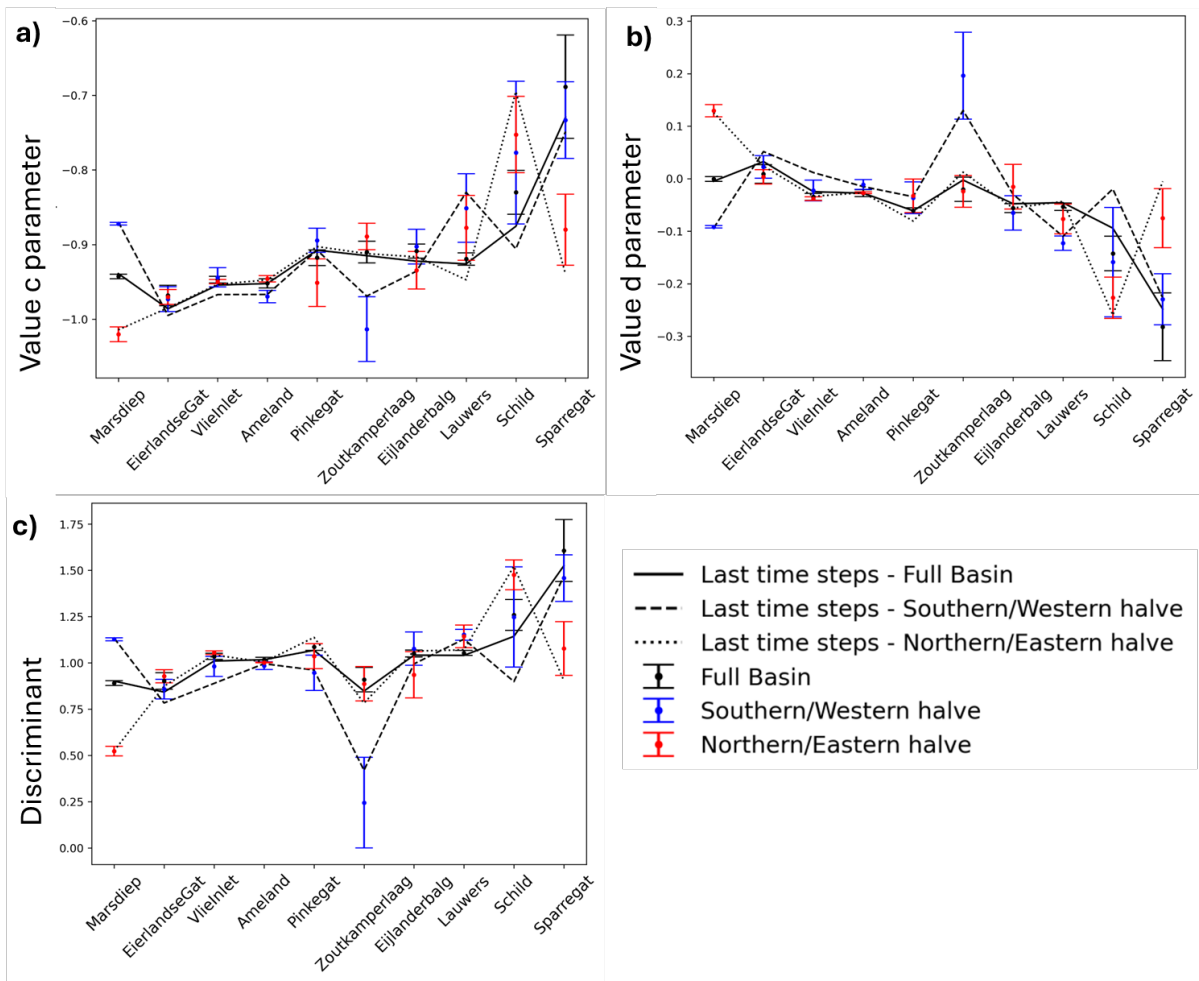 a)
Value c parameter
−0.6
−0.7
−0.8
−0.9
−1.0
Marsdiep
EierlandseGat
VlieInlet
Ameland
Pinkegat
Zoutkamperlaag
Eijlanderbalg
Lauwers
Schild
Sparregat
b)
Value d parameter
0.3
0.2
0.1
0.0
−0.1
−0.2
−0.3
Marsdiep
EierlandseGat
VlieInlet
Ameland
Pinkegat
Zoutkamperlaag
Eijlanderbalg
Lauwers
Schild
Sparregat
c)
Discriminant
1.75
1.50
1.25
1.00
0.75
0.50
0.25
0.00
Marsdiep
EierlandseGat
VlieInlet
Ameland
Pinkegat
Zoutkamperlaag
Eijlanderbalg
Lauwers
Schild
Sparregat
Last time steps - Full Basin
Last time steps - Southern/Western halve
Last time steps - Northern/Eastern halve
Full Basin
Southern/Western halve
Northern/Eastern halve